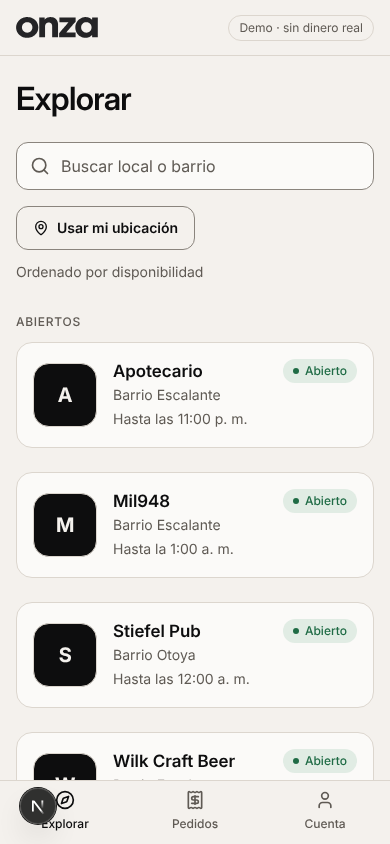 onza
Demo · sin dinero real
Explorar
Buscar local o barrio
Usar mi ubicación
Ordenado por disponibilidad
ABIERTOS
A
Apotecario
Abierto
Barrio Escalante
Hasta las 11:00 p. m.
M
Mil948
Abierto
Barrio Escalante
Hasta la 1:00 a. m.
S
Stiefel Pub
Abierto
Barrio Otoya
Hasta las 12:00 a. m.
W
Wilk Craft Beer
Abierto
N
Explorar
Pedidos
Cuenta